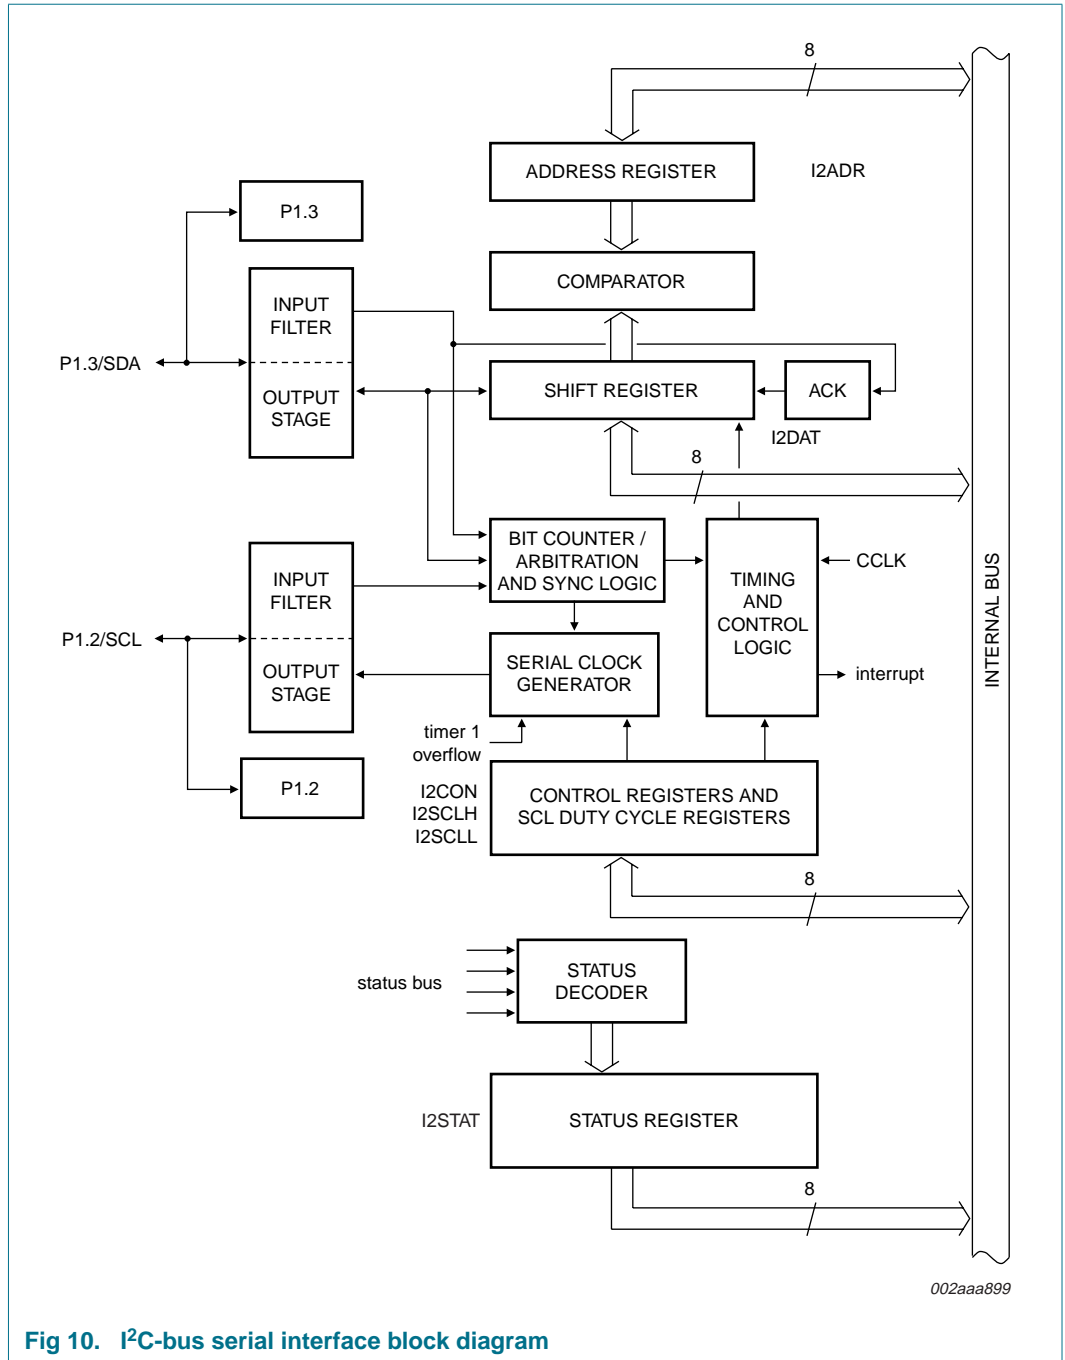 8
ADDRESS REGISTER
I2ADR
P1.3
COMPARATOR
INPUT
FILTER
P1.3/SDA
OUTPUT
STAGE
SHIFT REGISTER
ACK
I2DAT
8
BIT COUNTER /
ARBITRATION
AND SYNC LOGIC
INPUT
FILTER
P1.2/SCL
OUTPUT
STAGE
TIMING
AND
CONTROL
LOGIC
CCLK
interrupt
SERIAL CLOCK
GENERATOR
timer 1
overflow
P1.2
I2CON
I2SCLH
I2SCLL
CONTROL REGISTERS AND
SCL DUTY CYCLE REGISTERS
8
INTERNAL BUS
status bus
STATUS
DECODER
I2STAT
STATUS REGISTER
8
002aaa899
Fig 10. I²C-bus serial interface block diagram